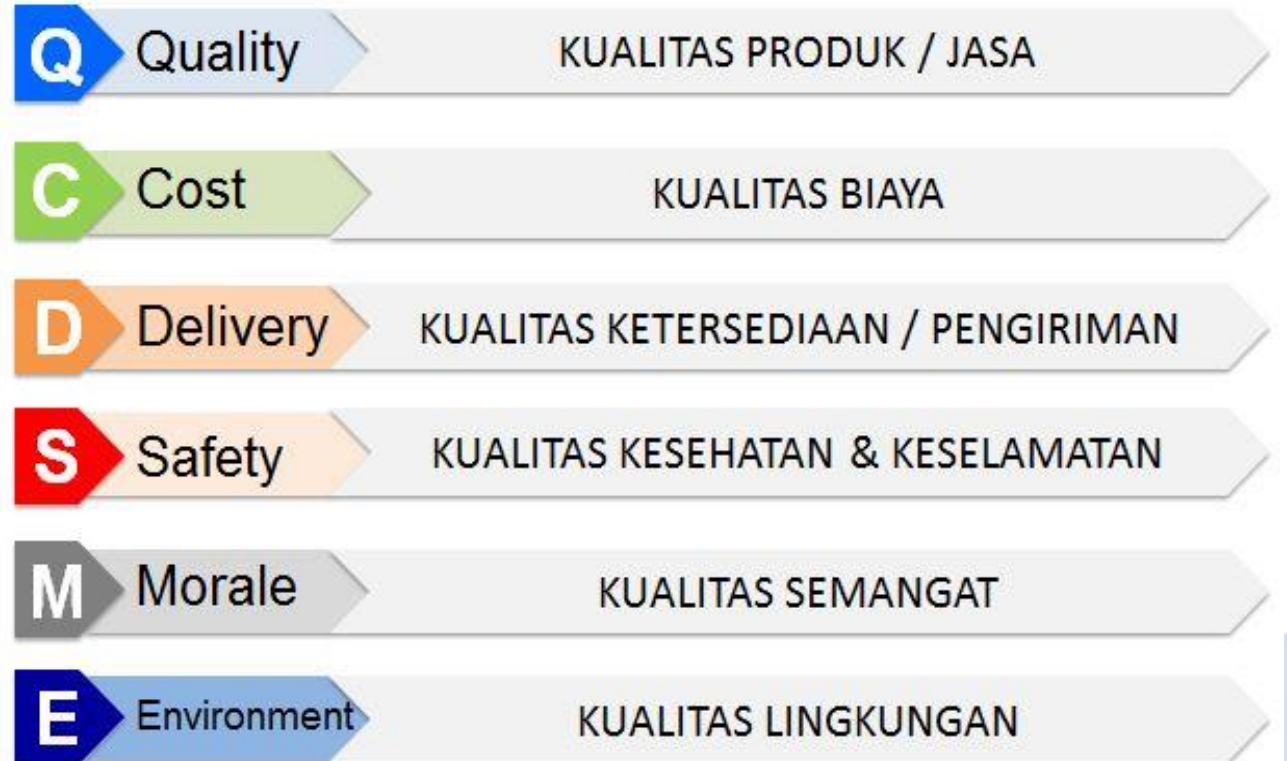 Q Quality KUALITAS PRODUK / JASA
C Cost KUALITAS BIAYA
D Delivery KUALITAS KETERSEDIAAN / PENGIRIMAN
S Safety KUALITAS KESEHATAN & KESELAMATAN
M Morale KUALITAS SEMANGAT
E Environment KUALITAS LINGKUNGAN